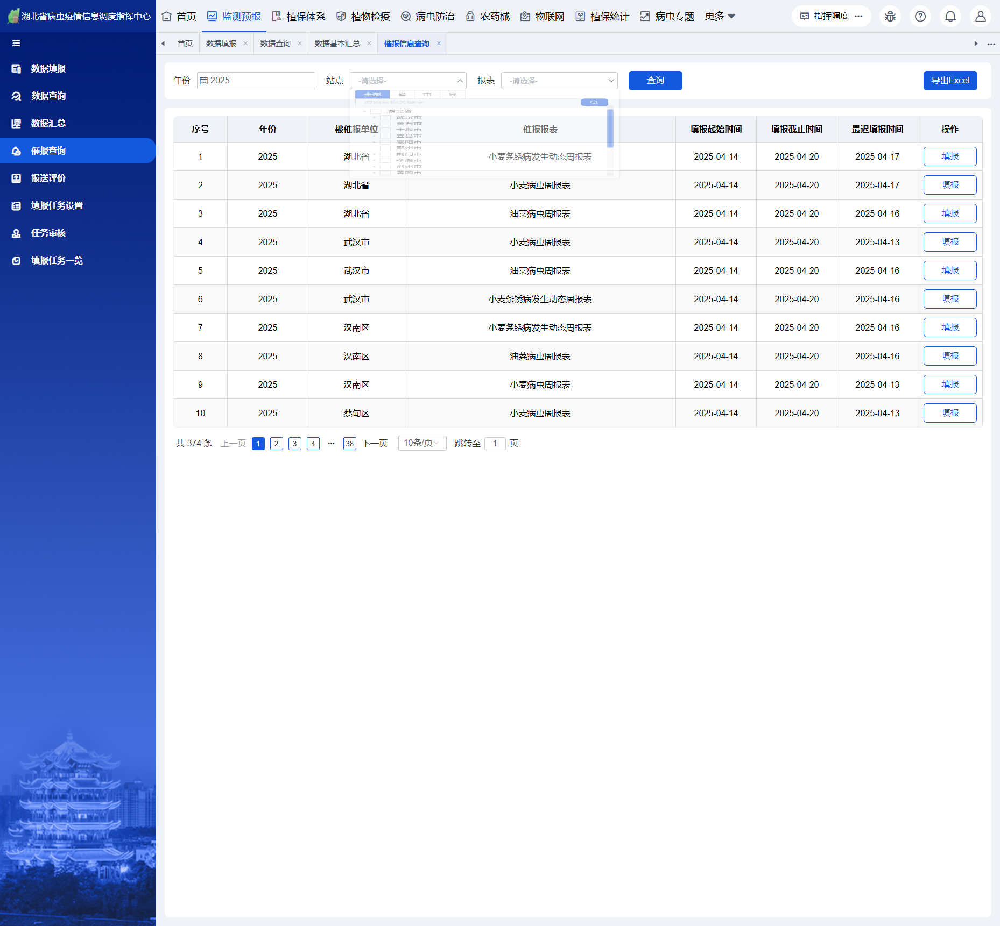 湖北省病虫疫情信息调度指挥中心
首页 监测预报 植保体系 植物检疫 病虫防治 农药械 物联网 植保统计 病虫专题 更多 指挥调度
首页 数据填报 数据查询 数据基本汇总 催报信息查询
数据填报
数据查询
数据汇总
催报查询
报送评价
填报任务设置
任务审核
填报任务一览
年份 2025 站点 -请选择- 报表 -请选择- 查询 导出Excel
全部 省 市 县
湖北省
武汉市
黄石市
十堰市
宜昌市
襄阳市
鄂州市
荆门市
孝感市
荆州市
黄冈市
序号 年份 被催报单位 催报报表 填报起始时间 填报截止时间 最迟填报时间 操作
1 2025 湖北省 小麦条锈病发生动态周报表 2025-04-14 2025-04-20 2025-04-17 填报
2 2025 湖北省 小麦病虫周报表 2025-04-14 2025-04-20 2025-04-17 填报
3 2025 湖北省 油菜病虫周报表 2025-04-14 2025-04-20 2025-04-16 填报
4 2025 武汉市 小麦病虫周报表 2025-04-14 2025-04-20 2025-04-13 填报
5 2025 武汉市 油菜病虫周报表 2025-04-14 2025-04-20 2025-04-16 填报
6 2025 武汉市 小麦条锈病发生动态周报表 2025-04-14 2025-04-20 2025-04-16 填报
7 2025 汉南区 小麦条锈病发生动态周报表 2025-04-14 2025-04-20 2025-04-16 填报
8 2025 汉南区 油菜病虫周报表 2025-04-14 2025-04-20 2025-04-16 填报
9 2025 汉南区 小麦病虫周报表 2025-04-14 2025-04-20 2025-04-13 填报
10 2025 蔡甸区 小麦病虫周报表 2025-04-14 2025-04-20 2025-04-13 填报
共 374 条 上一页 1 2 3 4 ••• 38 下一页 10条/页 跳转至 1 页